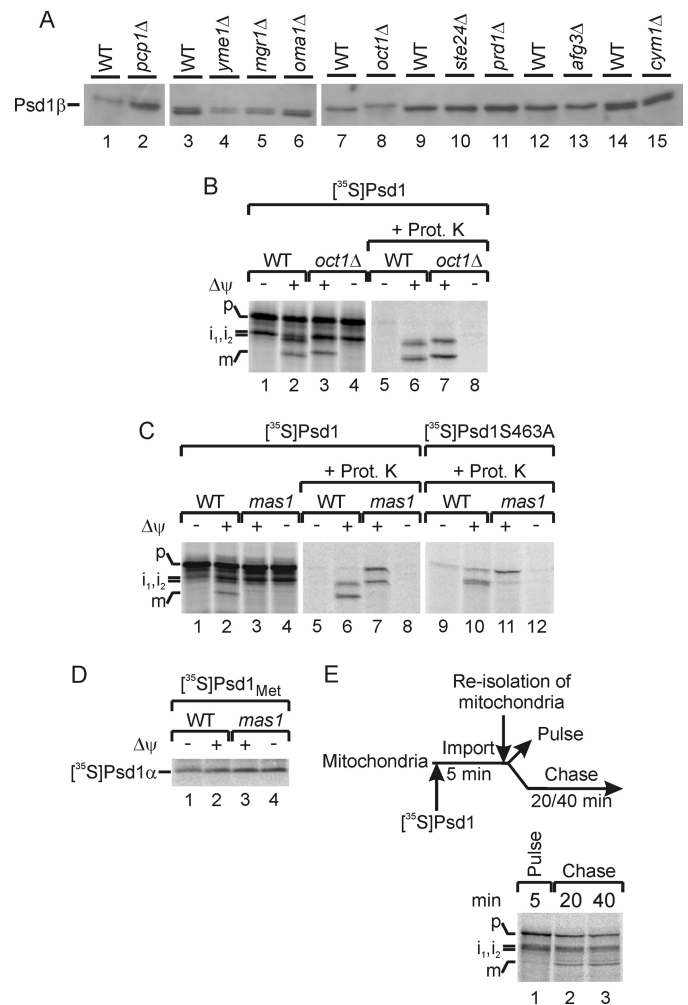 A
WT pcp1Δ WT yme1Δ mgr1Δ oma1Δ WT oct1Δ WT ste24Δ prd1Δ WT afg3Δ WT cym1Δ
Psd1β
1 2 3 4 5 6 7 8 9 10 11 12 13 14 15
B
[³⁵S]Psd1
+ Prot. K
WT oct1Δ WT oct1Δ
Δψ - + + - - + + -
p
i₁,i₂
m
1 2 3 4 5 6 7 8
C
[³⁵S]Psd1 [³⁵S]Psd1S463A
+ Prot. K + Prot. K
WT mas1 WT mas1 WT mas1
Δψ - + + - - + + - - + + -
p
i₁,i₂
m
1 2 3 4 5 6 7 8 9 10 11 12
D
[³⁵S]Psd1Met
WT mas1
Δψ - + + -
[³⁵S]Psd1α
1 2 3 4
E
Re-isolation of
mitochondria
Pulse
Mitochondria Import
5 min
Chase
20/40 min
[³⁵S]Psd1
Pulse Chase
min 5 20 40
p
i₁,i₂
m
1 2 3